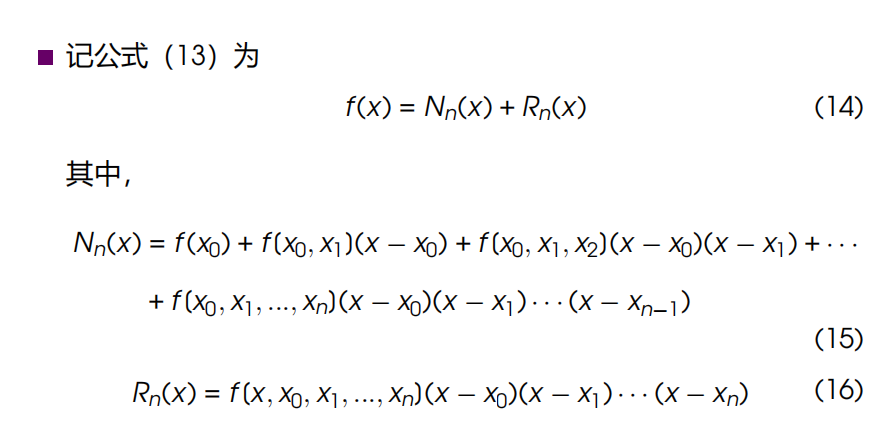 ■ 记公式（13）为
f(x) = Nₙ(x) + Rₙ(x) (14)
其中，
Nₙ(x) = f(x₀) + f[x₀, x₁](x − x₀) + f[x₀, x₁, x₂](x − x₀)(x − x₁) + ···
+ f[x₀, x₁, ..., xₙ](x − x₀)(x − x₁) ··· (x − xₙ₋₁)
(15)
Rₙ(x) = f[x, x₀, x₁, ..., xₙ](x − x₀)(x − x₁) ··· (x − xₙ) (16)